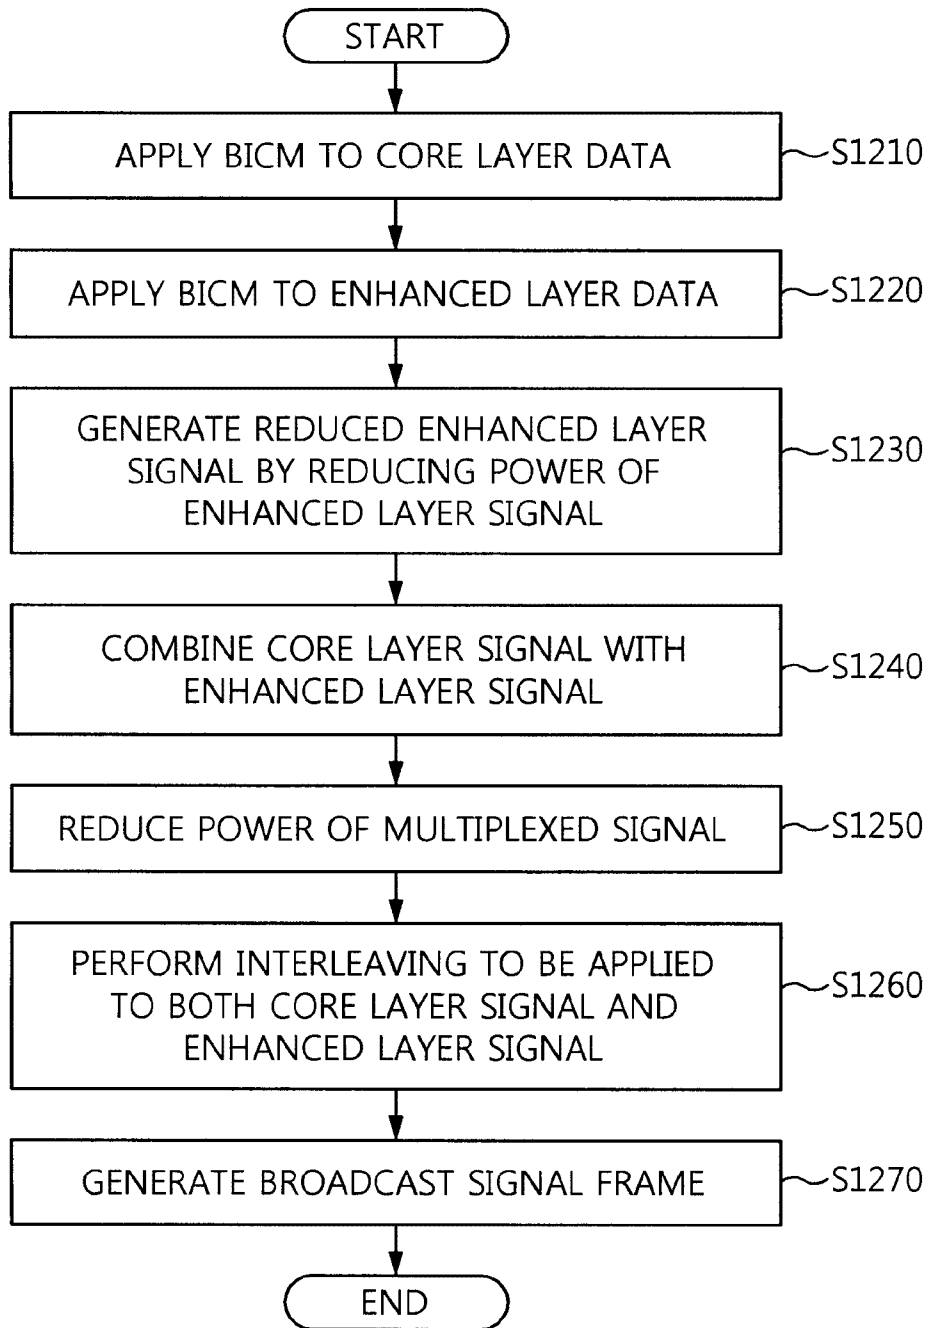 START
APPLY BICM TO CORE LAYER DATA
S1210
APPLY BICM TO ENHANCED LAYER DATA
S1220
GENERATE REDUCED ENHANCED LAYER
SIGNAL BY REDUCING POWER OF
ENHANCED LAYER SIGNAL
S1230
COMBINE CORE LAYER SIGNAL WITH
ENHANCED LAYER SIGNAL
S1240
REDUCE POWER OF MULTIPLEXED SIGNAL
S1250
PERFORM INTERLEAVING TO BE APPLIED
TO BOTH CORE LAYER SIGNAL AND
ENHANCED LAYER SIGNAL
S1260
GENERATE BROADCAST SIGNAL FRAME
S1270
END